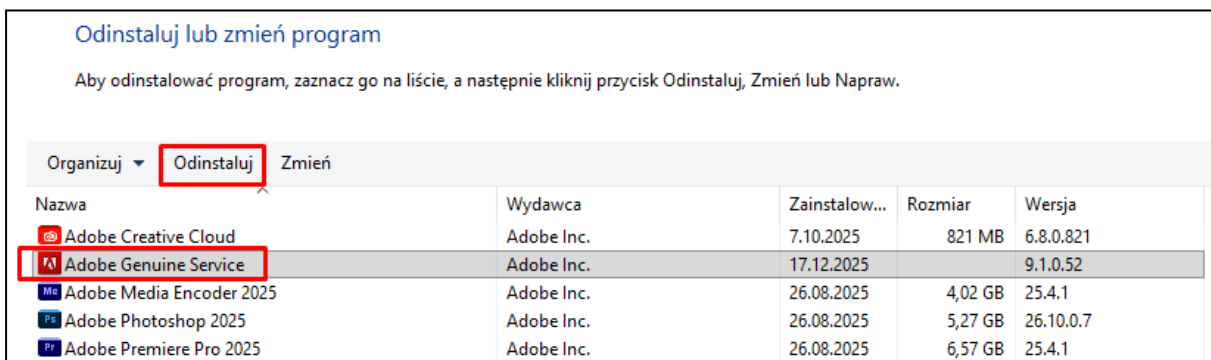 Odinstaluj lub zmień program
Aby odinstalować program, zaznacz go na liście, a następnie kliknij przycisk Odinstaluj, Zmień lub Napraw.
Organizuj Odinstaluj Zmień
Nazwa Wydawca Zainstalow... Rozmiar Wersja
Adobe Creative Cloud Adobe Inc. 7.10.2025 821 MB 6.8.0.821
Adobe Genuine Service Adobe Inc. 17.12.2025 9.1.0.52
Me Adobe Media Encoder 2025 Adobe Inc. 26.08.2025 4,02 GB 25.4.1
Ps Adobe Photoshop 2025 Adobe Inc. 26.08.2025 5,27 GB 26.10.0.7
Pr Adobe Premiere Pro 2025 Adobe Inc. 26.08.2025 6,57 GB 25.4.1